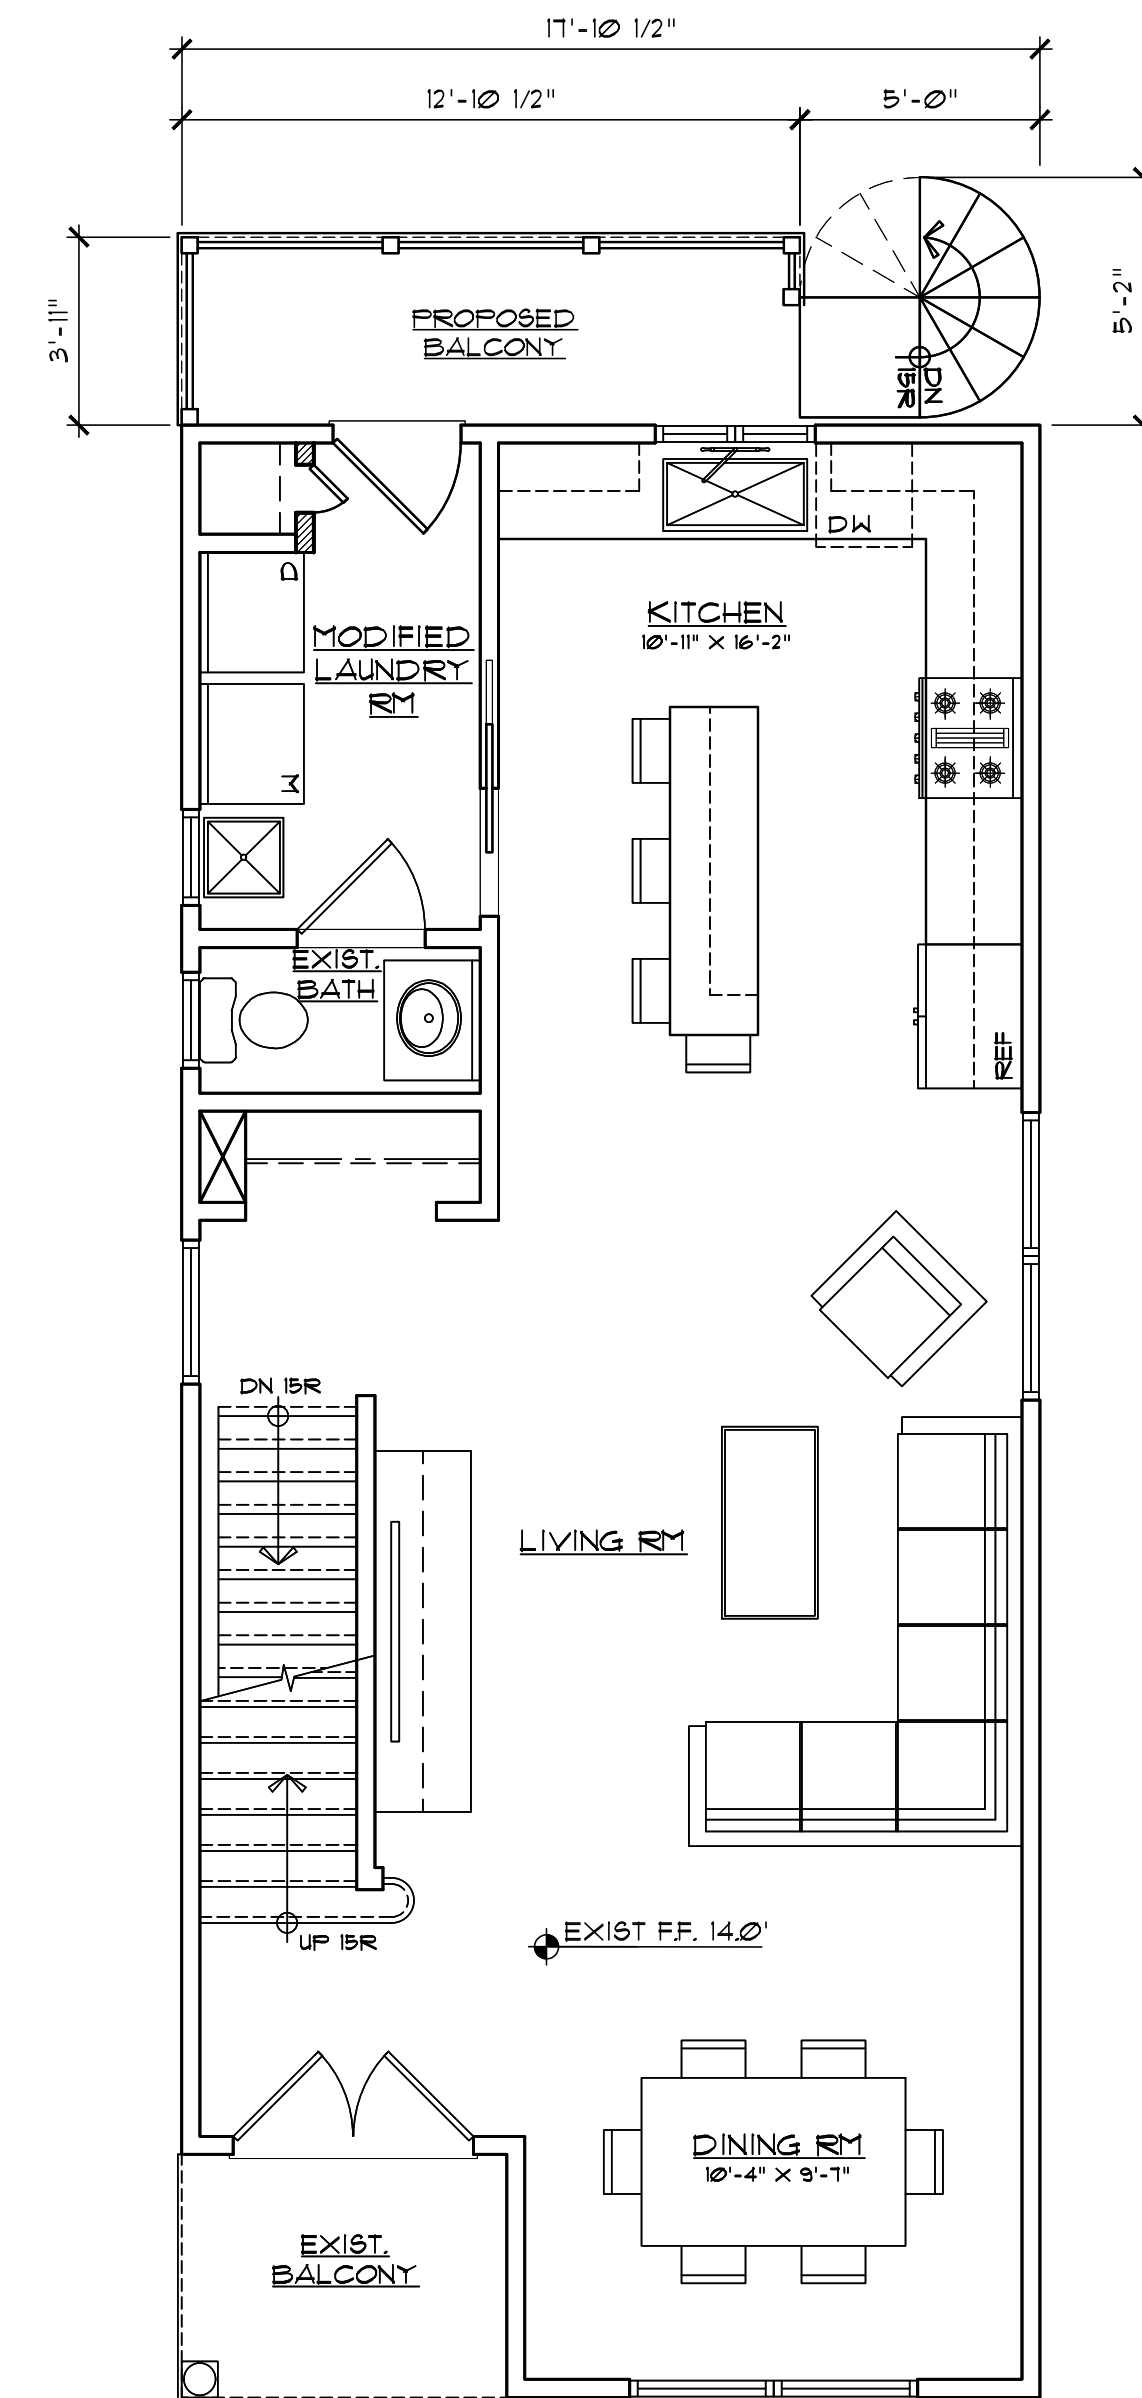 17'-10 1/2"
12'-10 1/2"
5'-0"
3'-11"
5'-2"
PROPOSED
BALCONY
DN
15R
DW
D
KITCHEN
10'-11" X 16'-2"
MODIFIED
LAUNDRY
RM
W
EXIST.
BATH
REF
DN 15R
LIVING RM
EXIST F.F. 14.0'
UP 15R
DINING RM
10'-4" X 9'-7"
EXIST.
BALCONY